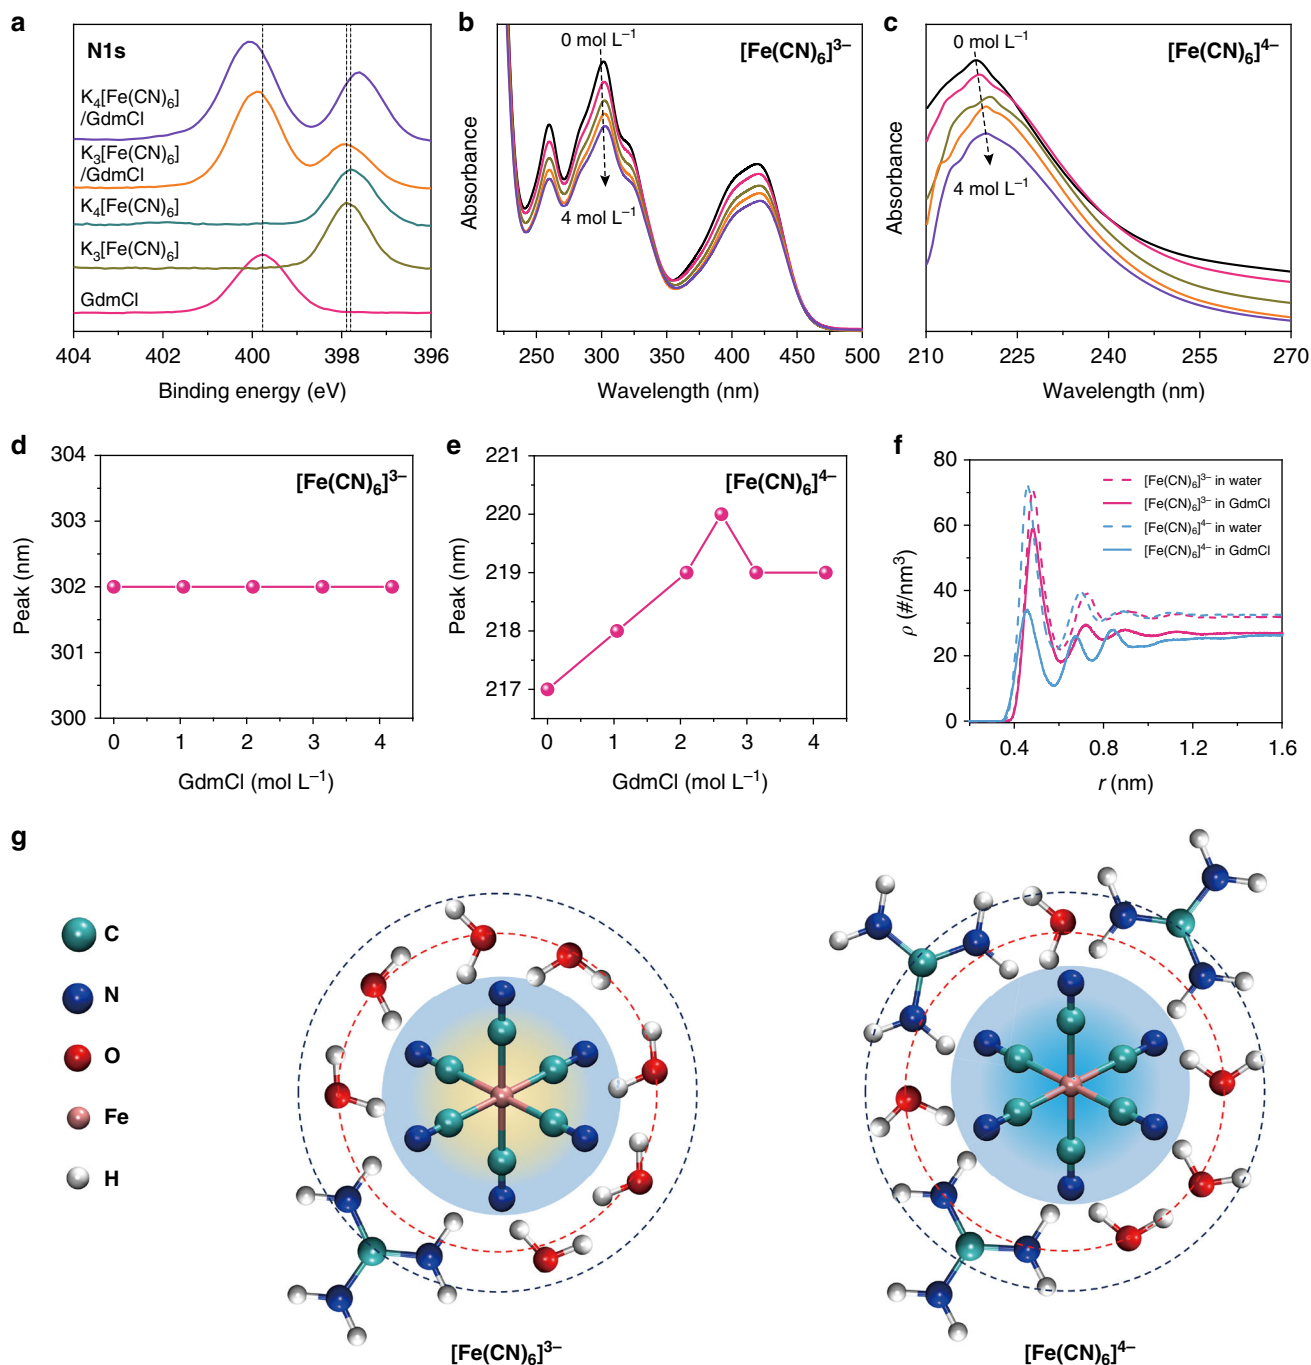 a
N1s
K₄[Fe(CN)₆]
/GdmCl
K₃[Fe(CN)₆]
/GdmCl
K₄[Fe(CN)₆]
K₃[Fe(CN)₆]
GdmCl
404 402 400 398 396
Binding energy (eV)
b
0 mol L⁻¹
[Fe(CN)₆]³⁻
4 mol L⁻¹
Absorbance
250 300 350 400 450 500
Wavelength (nm)
c
0 mol L⁻¹
[Fe(CN)₆]⁴⁻
4 mol L⁻¹
Absorbance
210 225 240 255 270
Wavelength (nm)
d
[Fe(CN)₆]³⁻
304
303
302
301
300
Peak (nm)
0 1 2 3 4
GdmCl (mol L⁻¹)
e
[Fe(CN)₆]⁴⁻
221
220
219
218
217
Peak (nm)
0 1 2 3 4
GdmCl (mol L⁻¹)
f
80
60
40
20
0
ρ (#/nm³)
[Fe(CN)₆]³⁻ in water
[Fe(CN)₆]³⁻ in GdmCl
[Fe(CN)₆]⁴⁻ in water
[Fe(CN)₆]⁴⁻ in GdmCl
0.4 0.8 1.2 1.6
r (nm)
g
C
N
O
Fe
H
[Fe(CN)₆]³⁻
[Fe(CN)₆]⁴⁻